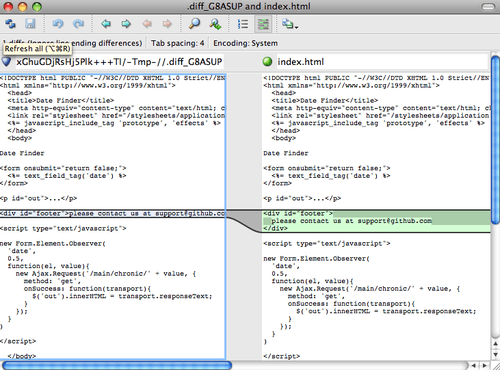 .diff_G8ASUP and index.html
Refresh all (⌥⌘R)
1 diffs (Ignore line ending differences) Tab spacing: 4 Encoding: System
xGhuGDJRsHj5Plk+++TI/-Tmp-//.diff_G8ASUP
<!DOCTYPE html PUBLIC "-//W3C//DTD XHTML 1.0 Strict//EN
<html xmlns="http://www.w3.org/1999/xhtml">
<head>
<title>Date Finder</title>
<meta http-equiv="content-type" content="text/html; c
<link rel="stylesheet" href="/stylesheets/application
<%= javascript_include_tag 'prototype', 'effects' %>
</head>
<body>
Date Finder
<form onsubmit="return false;">
<%= text_field_tag('date') %>
</form>
<p id="out">...</p>
<div id="footer">please contact us at support@github.co
<script type="text/javascript">
new Form.Element.Observer(
'date',
0.5,
function(el, value){
new Ajax.Request('/main/chronic/' + value, {
method: 'get',
onSuccess: function(transport){
$('out').innerHTML = transport.responseText;
}
});
}
)
</script>
</body>
index.html
<!DOCTYPE html PUBLIC "-//W3C//DTD XHTML 1.0 Strict//E
<html xmlns="http://www.w3.org/1999/xhtml">
<head>
<title>Date Finder</title>
<meta http-equiv="content-type" content="text/html;
<link rel="stylesheet" href="/stylesheets/applicatio
<%= javascript_include_tag 'prototype', 'effects' %>
</head>
<body>
Date Finder
<form onsubmit="return false;">
<%= text_field_tag('date') %>
</form>
<p id="out">...</p>
<div id="footer">
please contact us at support@github.com
</div>
<script type="text/javascript">
new Form.Element.Observer(
'date',
0.5,
function(el, value){
new Ajax.Request('/main/chronic/' + value, {
method: 'get',
onSuccess: function(transport){
$('out').innerHTML = transport.responseText;
}
});
}
)
</script>